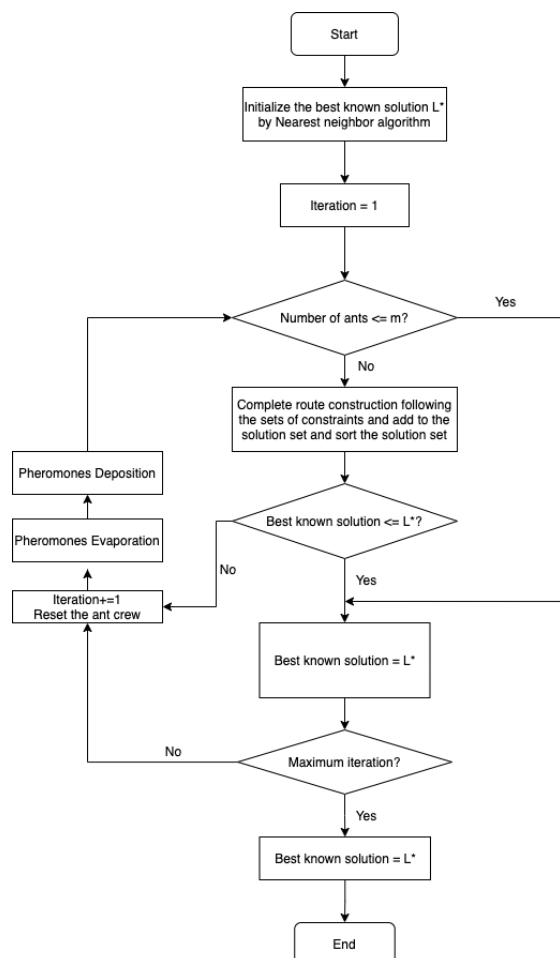 Start
Initialize the best known solution L*
by Nearest neighbor algorithm
Iteration = 1
Number of ants <= m?
Yes
No
Complete route construction following
the sets of constraints and add to the
solution set and sort the solution set
Pheromones Deposition
Best known solution <= L*?
Pheromones Evaporation
No
Yes
Iteration+=1
Reset the ant crew
Best known solution = L*
No
Maximum iteration?
Yes
Best known solution = L*
End